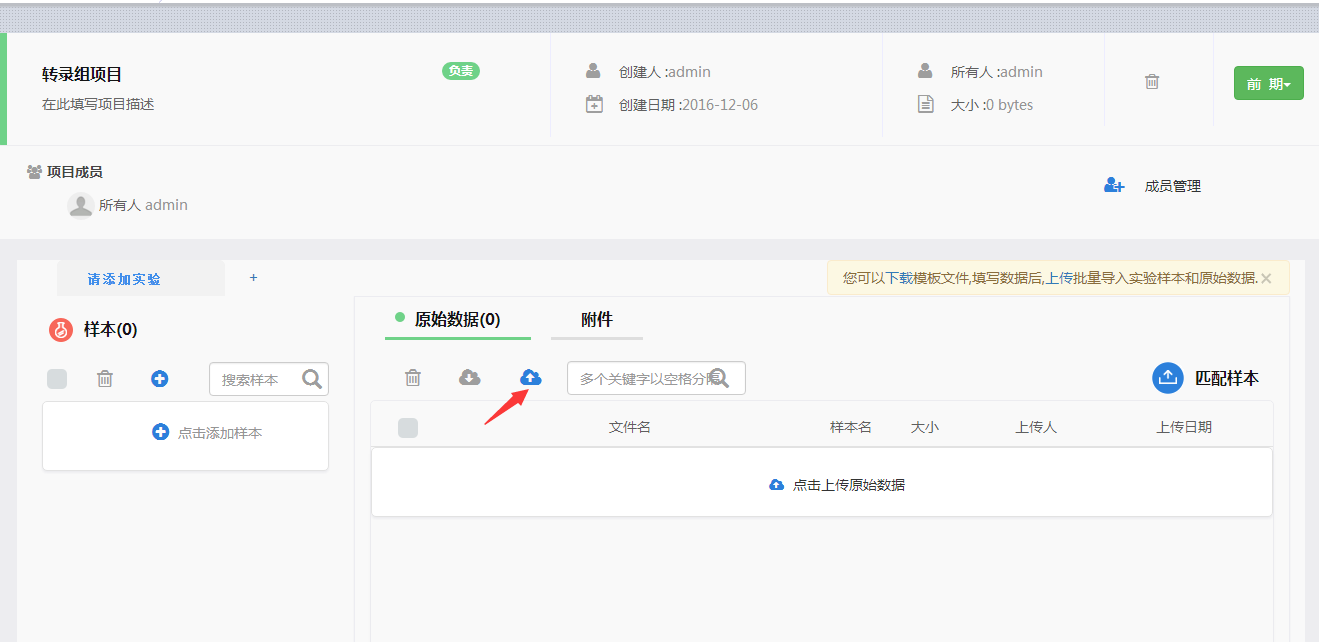 转录组项目
负责
在此填写项目描述
创建人 :admin
创建日期 :2016-12-06
所有人 :admin
大小 :0 bytes
前 期
项目成员
所有人 admin
成员管理
请添加实验
+
您可以下载模板文件,填写数据后,上传批量导入实验样本和原始数据.
样本(0)
原始数据(0)
附件
搜索样本
多个关键字以空格分隔
匹配样本
点击添加样本
文件名
样本名
大小
上传人
上传日期
点击上传原始数据